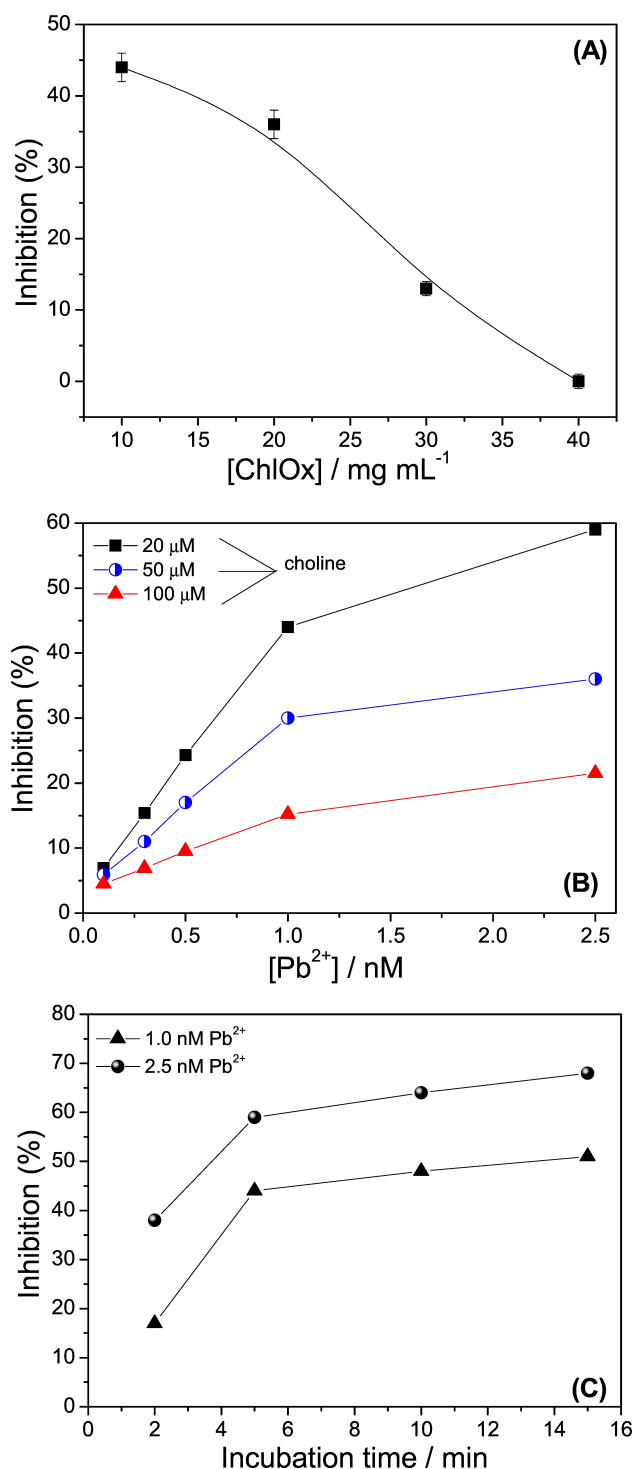 (A)
50
40
30
20
10
0
Inhibition (%)
10 15 20 25 30 35 40
[ChlOx] / mg mL⁻¹
60
50
40
30
20
10
0
Inhibition (%)
20 μM
50 μM
100 μM
choline
(B)
0.0 0.5 1.0 1.5 2.0 2.5
[Pb²⁺] / nM
80
70
60
50
40
30
20
10
0
Inhibition (%)
1.0 nM Pb²⁺
2.5 nM Pb²⁺
(C)
0 2 4 6 8 10 12 14 16
Incubation time / min